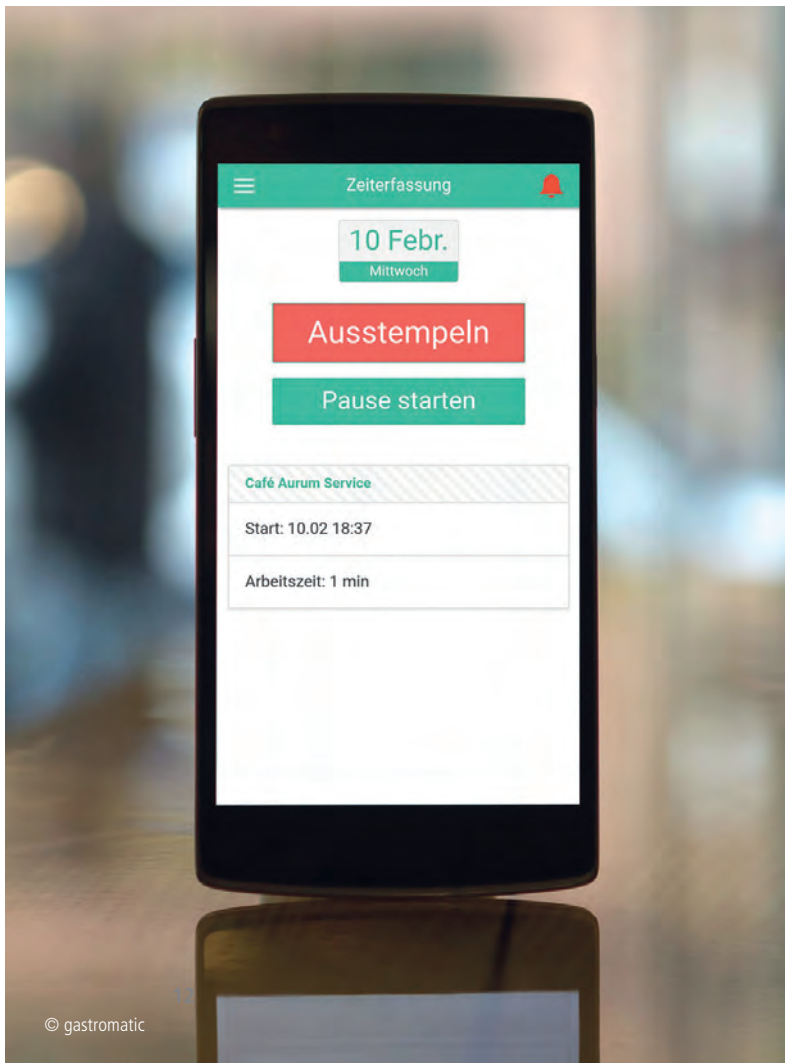 Zeiterfassung
10 Febr.
Mittwoch
Ausstempeln
Pause starten
Café Aurum Service
Start: 10.02 18:37
Arbeitszeit: 1 min
© gastromatic